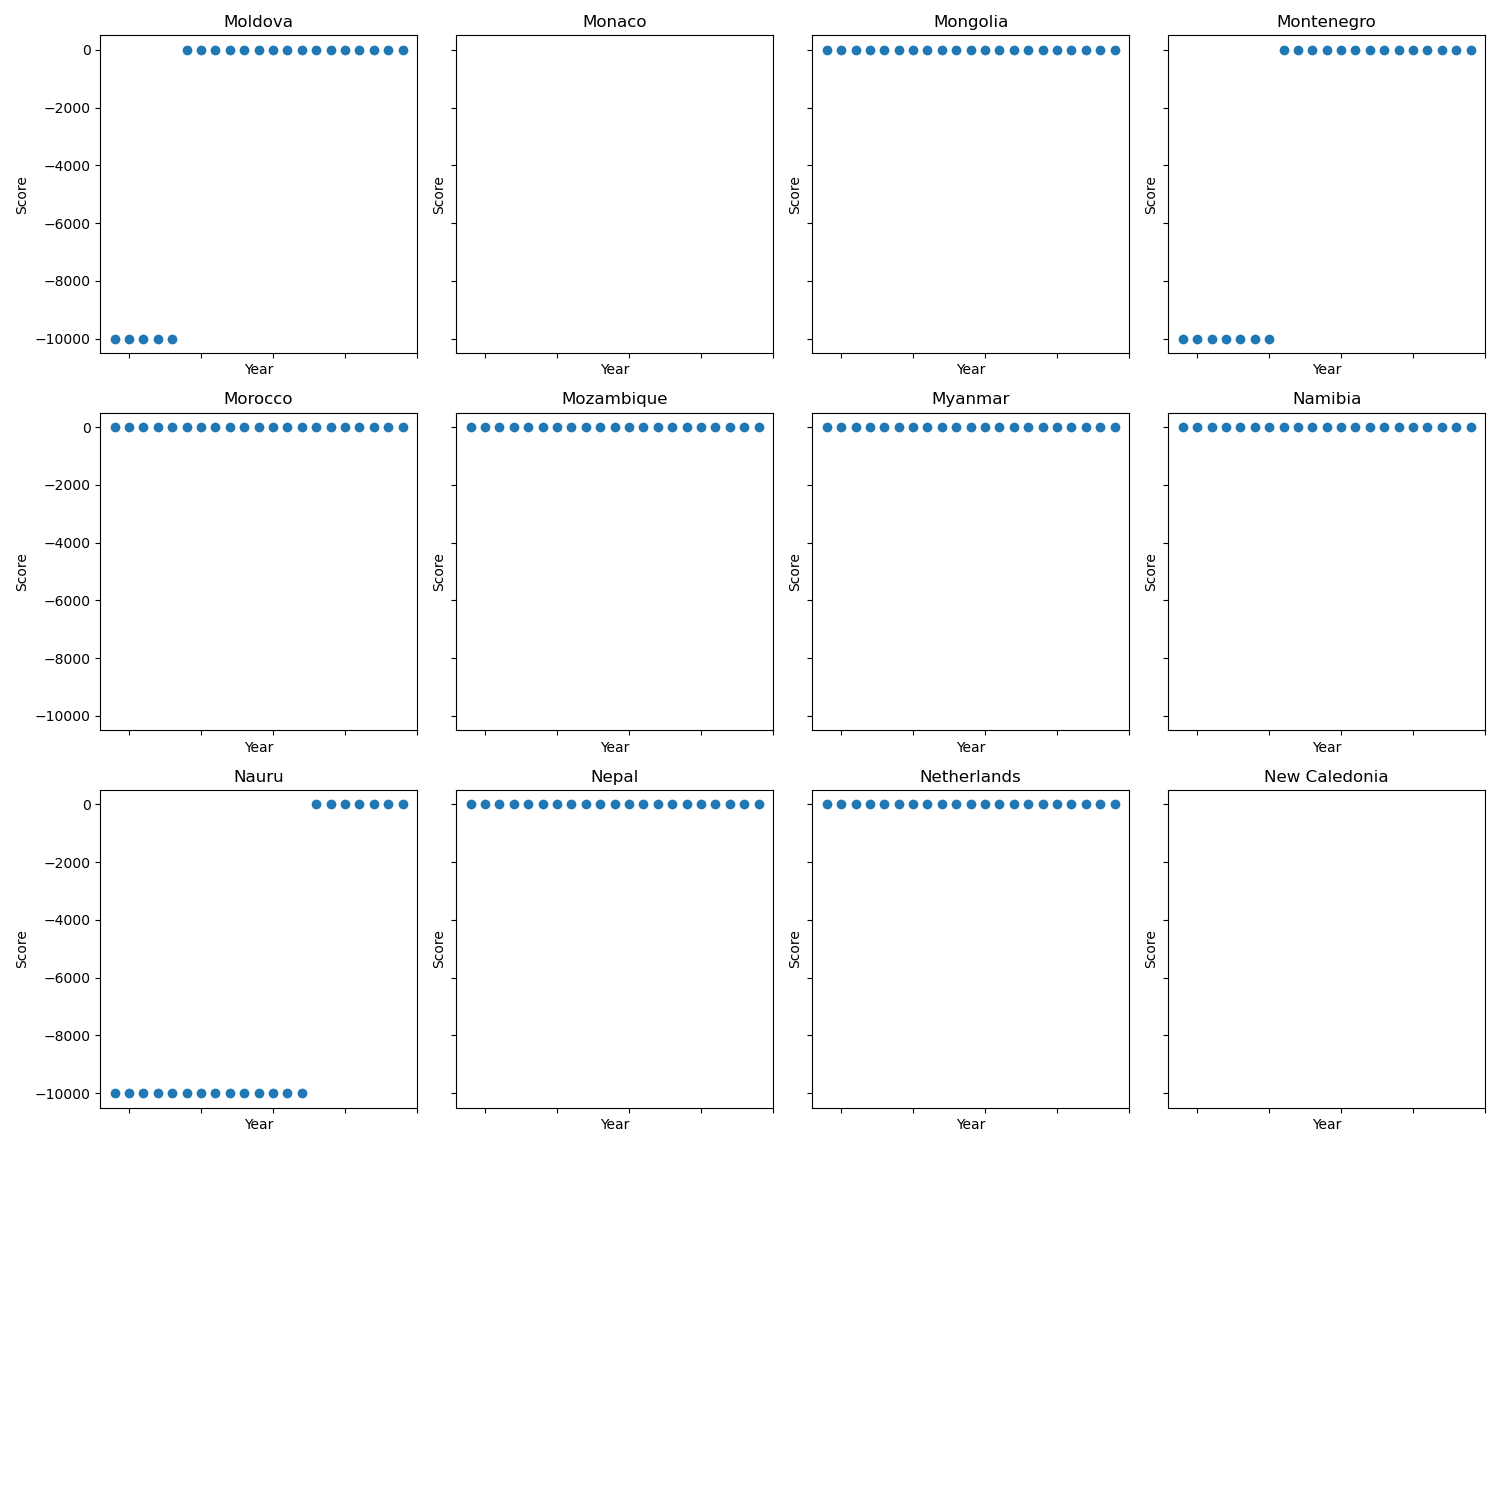 Moldova Monaco Mongolia Montenegro
0
−2000
−4000
−6000
−8000
−10000
Score Score Score Score
Year Year Year Year
Morocco Mozambique Myanmar Namibia
0
−2000
−4000
−6000
−8000
−10000
Score Score Score Score
Year Year Year Year
Nauru Nepal Netherlands New Caledonia
0
−2000
−4000
−6000
−8000
−10000
Score Score Score Score
Year Year Year Year